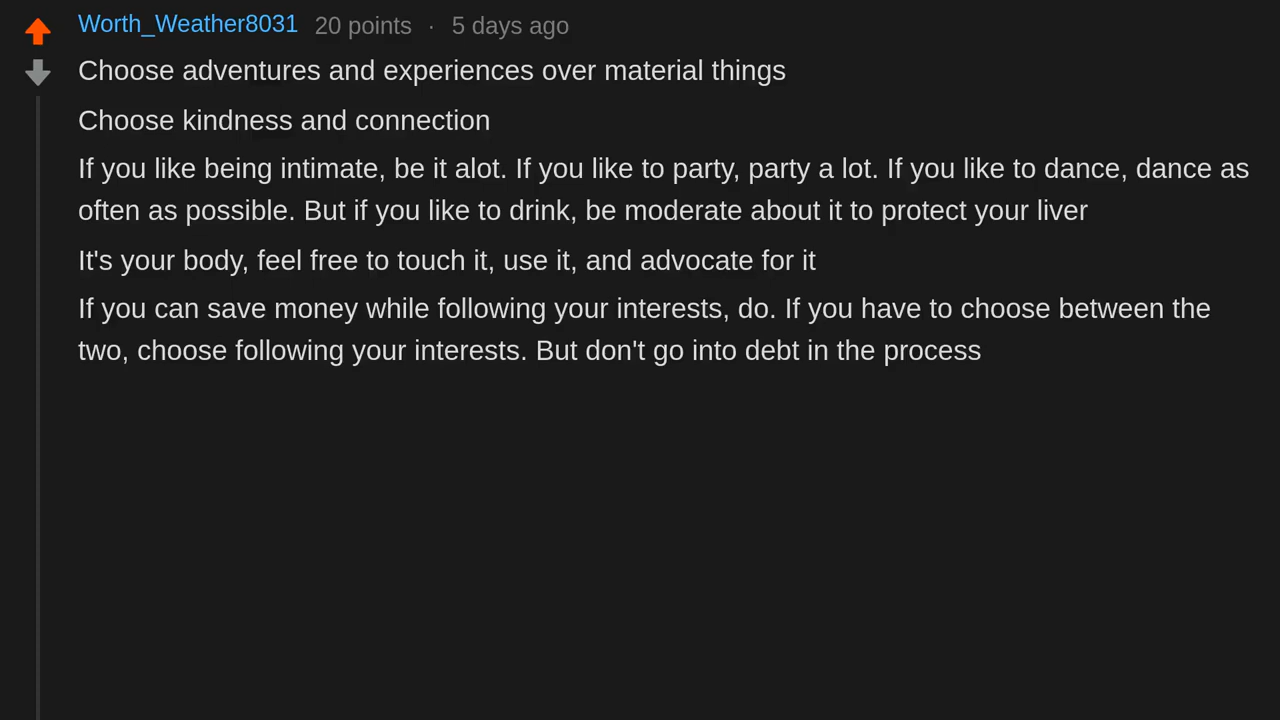 Worth_Weather8031 20 points · 5 days ago
Choose adventures and experiences over material things
Choose kindness and connection
If you like being intimate, be it alot. If you like to party, party a lot. If you like to dance, dance as
often as possible. But if you like to drink, be moderate about it to protect your liver
It's your body, feel free to touch it, use it, and advocate for it
If you can save money while following your interests, do. If you have to choose between the
two, choose following your interests. But don't go into debt in the process